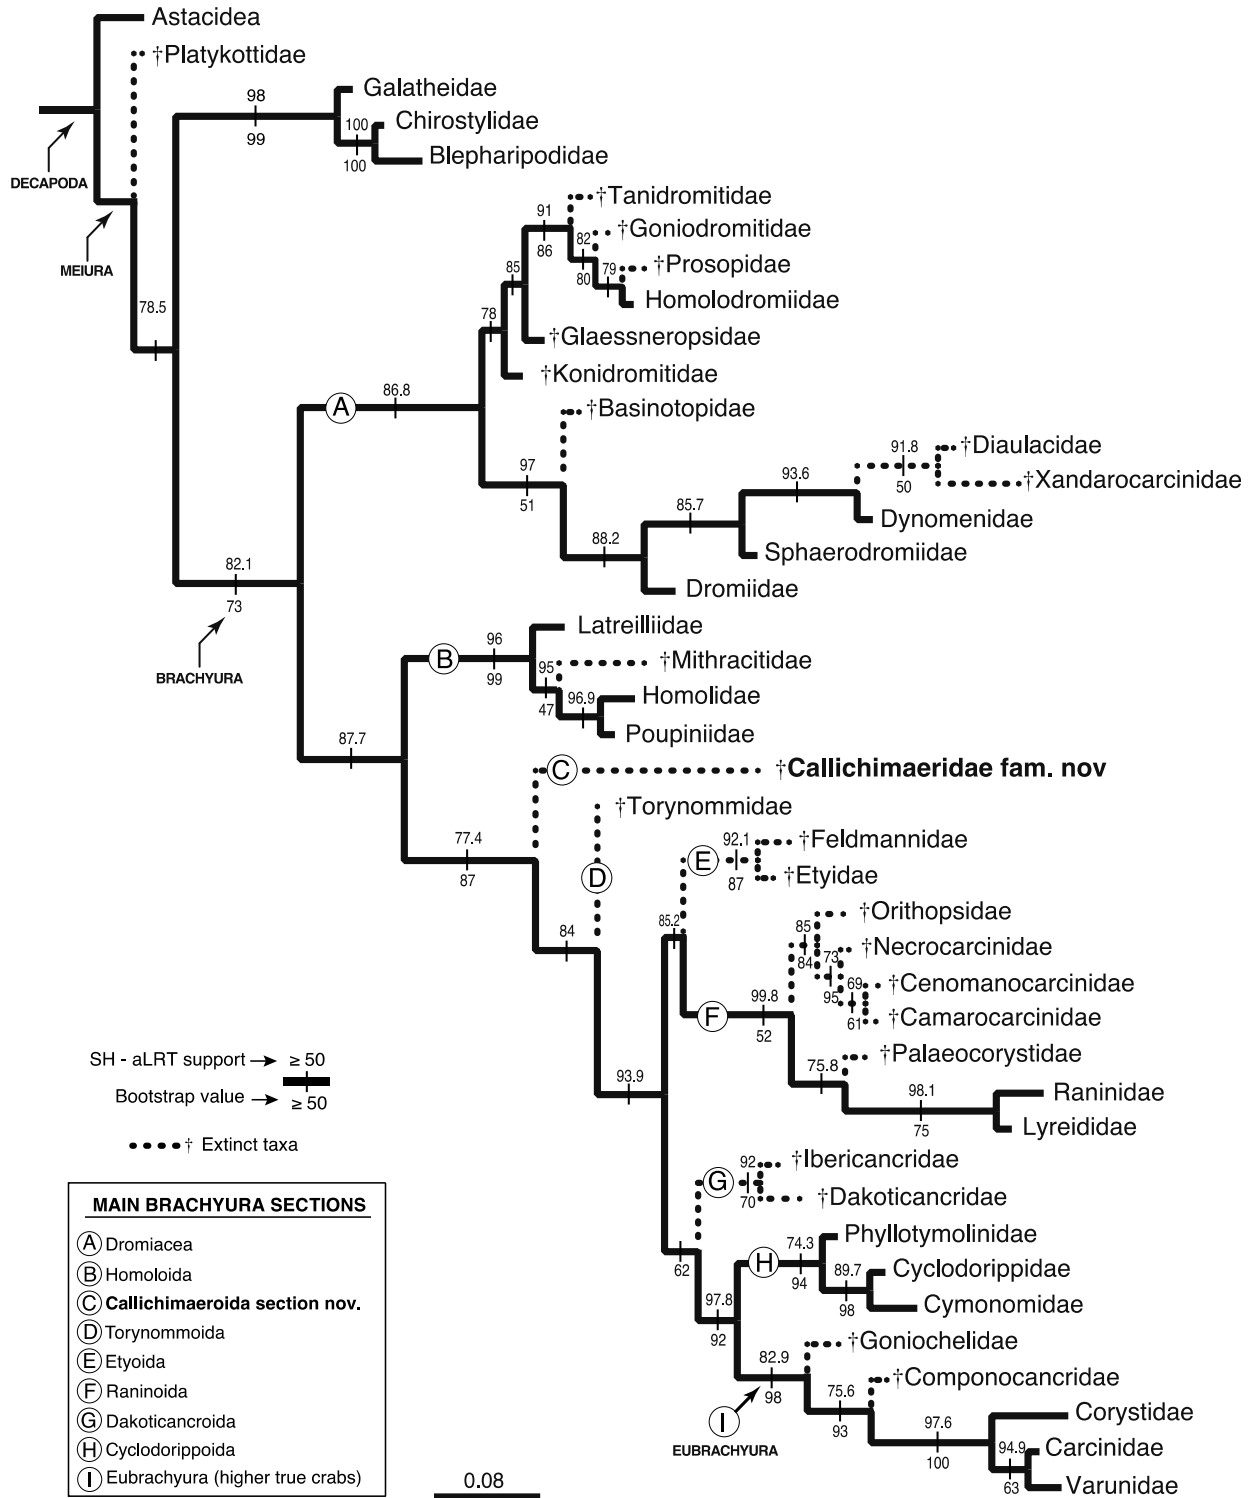 Astacidea
†Platykottidae
98
99
Galatheidae
100
100
Chirostylidae
Blepharipodidae
DECAPODA
MEIURA
78.5
†Tanidromitidae
91
86
†Goniodromitidae
82
80
†Prosopidae
79
Homolodromiidae
85
†Glaessneropsidae
78
†Konidromitidae
A
86.8
†Basinotopidae
97
51
†Diaulacidae
91.8
50
†Xandarocarcinidae
93.6
Dynomenidae
85.7
Sphaerodromiidae
88.2
Dromiidae
82.1
73
BRACHYURA
Latreilliidae
B
96
99
†Mithracitidae
95
47
Homolidae
96.9
Poupiniidae
87.7
C
†Callichimaeridae fam. nov
†Torynommidae
D
77.4
87
†Feldmannidae
E
92.1
87
†Etyidae
85.2
†Orithopsidae
85
84
†Necrocarcinidae
73
95
†Cenomanocarcinidae
69
61
†Camarocarcinidae
84
F
99.8
52
†Palaeocorystidae
75.8
Raninidae
98.1
75
Lyreididae
93.9
†Ibericancridae
G
92
70
†Dakoticancridae
62
Phyllotymolinidae
H
74.3
94
Cyclodorippidae
89.7
98
Cymonomidae
97.8
92
†Goniochelidae
82.9
98
†Componocancridae
75.6
93
I
EUBRACHYURA
Corystidae
97.6
100
Carcinidae
94.9
63
Varunidae
SH - aLRT support ≥ 50
Bootstrap value ≥ 50
† Extinct taxa
MAIN BRACHYURA SECTIONS
A Dromiacea
B Homoloida
C Callichimaeroida section nov.
D Torynommoida
E Etyoida
F Raninoida
G Dakoticancroida
H Cyclodorippoida
I Eubrachyura (higher true crabs)
0.08